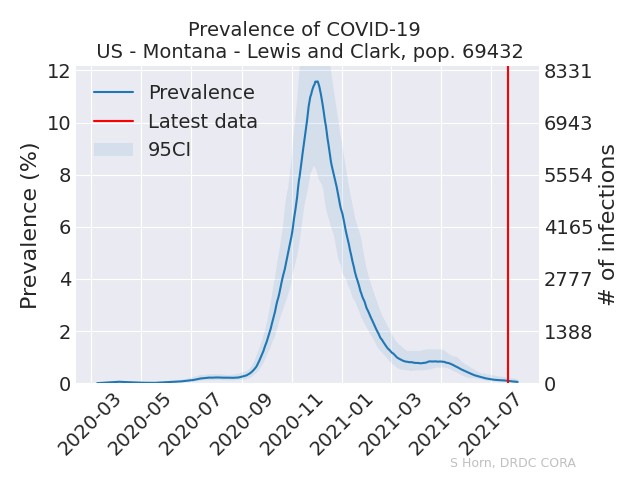 Prevalence of COVID-19
US - Montana - Lewis and Clark, pop. 69432
Prevalence
Latest data
95CI
Prevalence (%)
12
10
8
6
4
2
0
8331
6943
5554
4165
2777
1388
0
# of infections
2020-03
2020-05
2020-07
2020-09
2020-11
2021-01
2021-03
2021-05
2021-07
S Horn, DRDC CORA